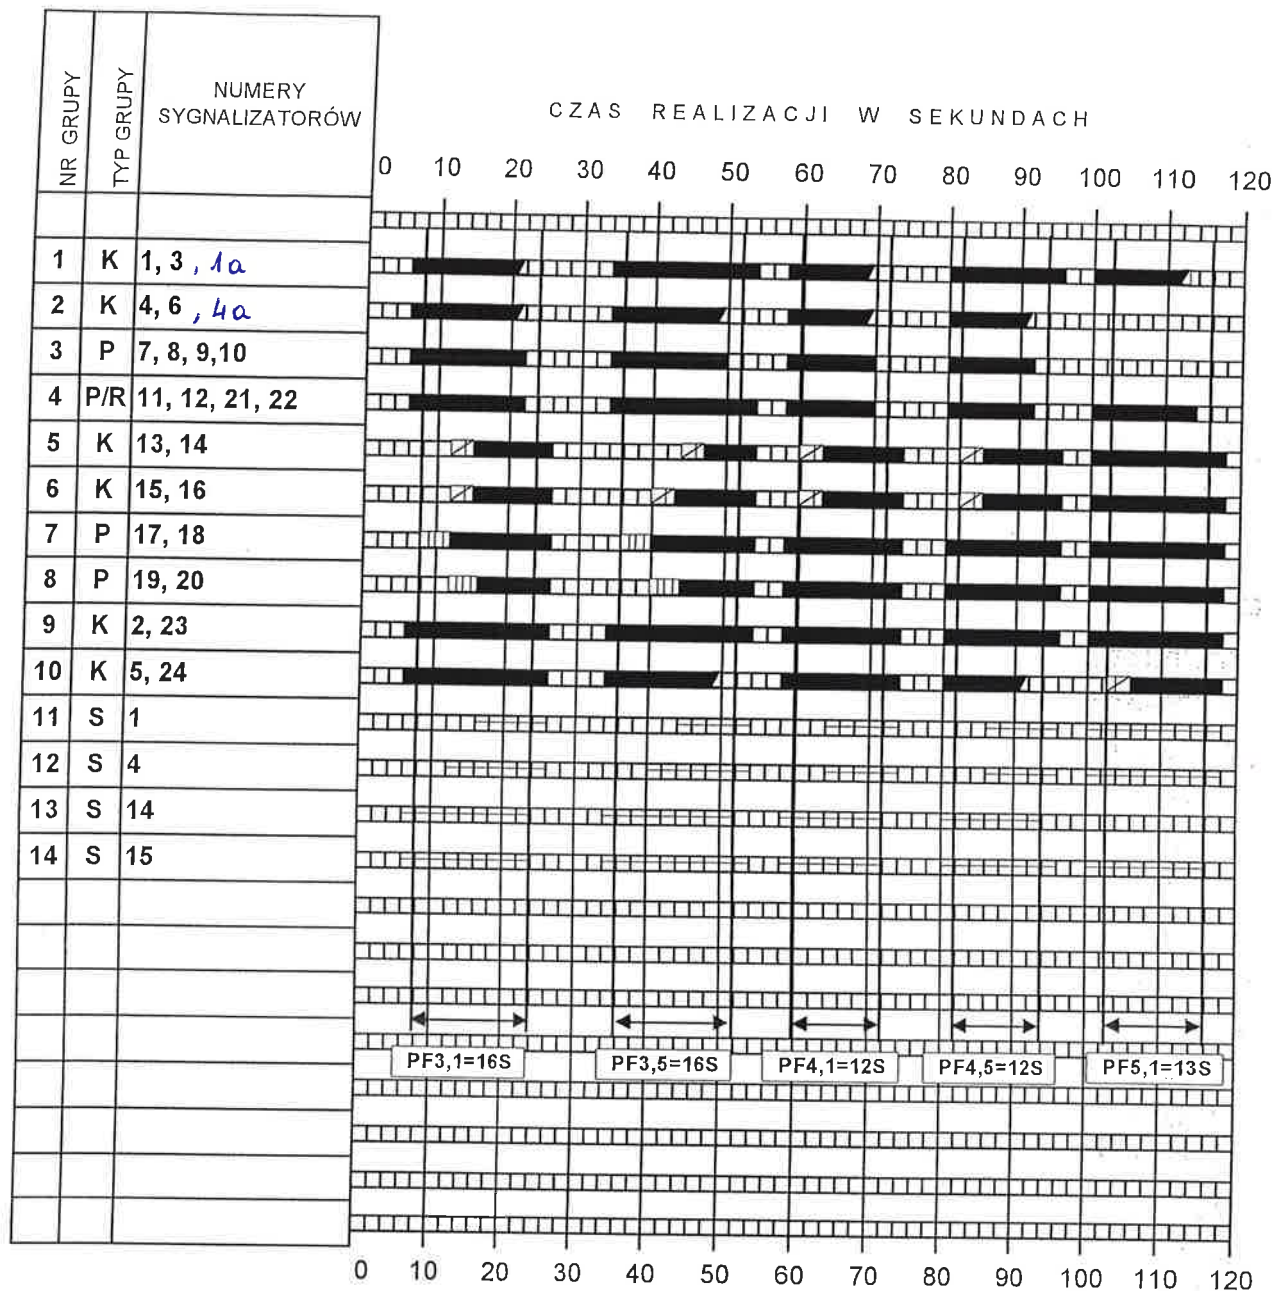 NR GRUPY
TYP GRUPY
NUMERY
SYGNALIZATORÓW
CZAS REALIZACJI W SEKUNDACH
0 10 20 30 40 50 60 70 80 90 100 110 120
1 K 1, 3 , 1a
2 K 4, 6 , 4a
3 P 7, 8, 9,10
4 P/R 11, 12, 21, 22
5 K 13, 14
6 K 15, 16
7 P 17, 18
8 P 19, 20
9 K 2, 23
10 K 5, 24
11 S 1
12 S 4
13 S 14
14 S 15
PF3,1=16S PF3,5=16S PF4,1=12S PF4,5=12S PF5,1=13S
0 10 20 30 40 50 60 70 80 90 100 110 120